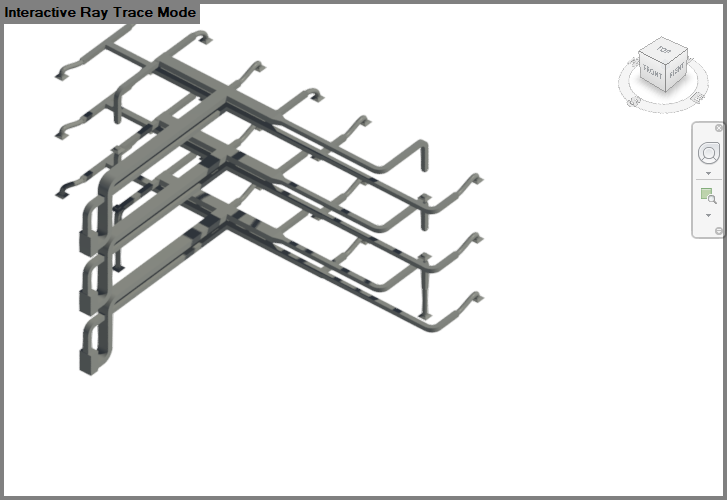 Interactive Ray Trace Mode
TOP
FRONT
RIGHT